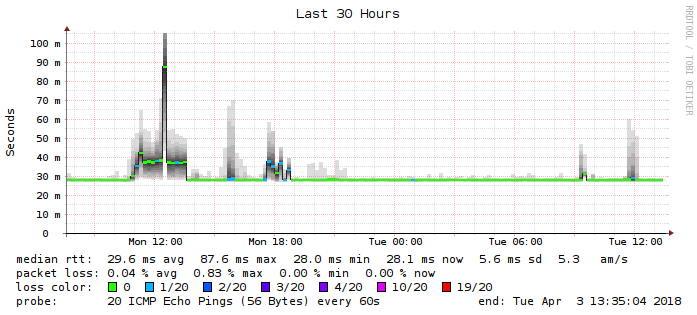 Last 30 Hours
RRDTOOL / TOBI OETIKER
Seconds
100 m
90 m
80 m
70 m
60 m
50 m
40 m
30 m
20 m
10 m
0
Mon 12:00 Mon 18:00 Tue 00:00 Tue 06:00 Tue 12:00
median rtt: 29.6 ms avg 87.6 ms max 28.0 ms min 28.1 ms now 5.6 ms sd 5.3 am/s
packet loss: 0.04 % avg 0.83 % max 0.00 % min 0.00 % now
loss color: 0 1/20 2/20 3/20 4/20 10/20 19/20
probe: 20 ICMP Echo Pings (56 Bytes) every 60s end: Tue Apr 3 13:35:04 2018